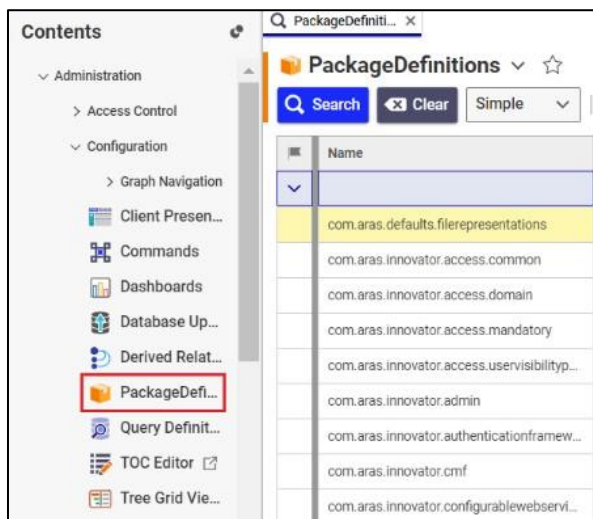 Contents
Administration
Access Control
Configuration
Graph Navigation
Client Presen...
Commands
Dashboards
Database Up...
Derived Relat...
PackageDefi...
Query Definit...
TOC Editor
Tree Grid Vie...
PackageDefiniti...
PackageDefinitions
Search Clear Simple
Name
com.aras.defaults.filerepresentations
com.aras.innovator.access.common
com.aras.innovator.access.domain
com.aras.innovator.access.mandatory
com.aras.innovator.access.uservisibilityp...
com.aras.innovator.admin
com.aras.innovator.authenticationframew...
com.aras.innovator.cmf
com.aras.innovator.configurablewebservi...